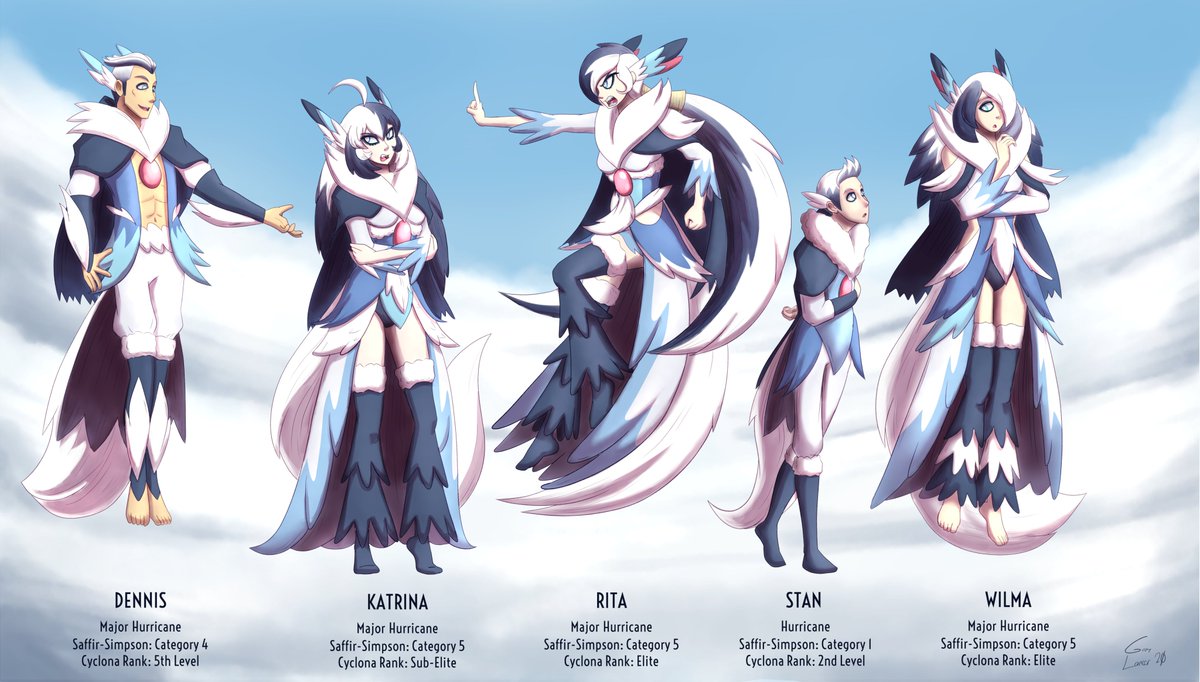 DENNIS
Major Hurricane
Saffir-Simpson: Category 4
Cyclona Rank: 5th Level
KATRINA
Major Hurricane
Saffir-Simpson: Category 5
Cyclona Rank: Sub-Elite
RITA
Major Hurricane
Saffir-Simpson: Category 5
Cyclona Rank: Elite
STAN
Hurricane
Saffir-Simpson: Category 1
Cyclona Rank: 2nd Level
WILMA
Major Hurricane
Saffir-Simpson: Category 5
Cyclona Rank: Elite